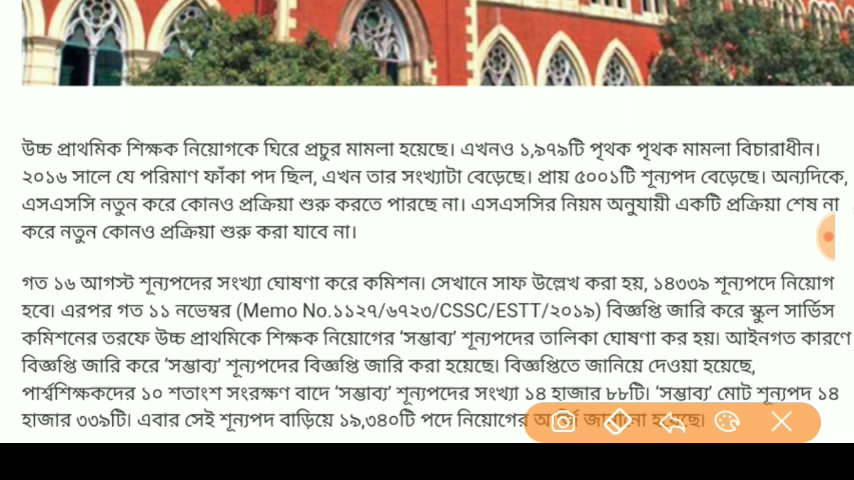 উচ্চ প্রাথমিক শিক্ষক নিয়োগকে ঘিরে প্রচুর মামলা হয়েছে। এখনও ১,৯৭৯টি পৃথক পৃথক মামলা বিচারাধীন।
২০১৬ সালে যে পরিমাণ ফাঁকা পদ ছিল, এখন তার সংখ্যাটা বেড়েছে। প্রায় ৫০০১টি শূন্যপদ বেড়েছে। অন্যদিকে,
এসএসসি নতুন করে কোনও প্রক্রিয়া শুরু করতে পারছে না। এসএসসির নিয়ম অনুযায়ী একটি প্রক্রিয়া শেষ না
করে নতুন কোনও প্রক্রিয়া শুরু করা যাবে না।
গত ১৬ আগস্ট শূন্যপদের সংখ্যা ঘোষণা করে কমিশন। সেখানে সাফ উল্লেখ করা হয়, ১৪৩৩৯ শূন্যপদে নিয়োগ
হবে। এরপর গত ১১ নভেম্বর (Memo No.১১২৭/৬৭২৩/CSSC/ESTT/২০১৯) বিজ্ঞপ্তি জারি করে স্কুল সার্ভিস
কমিশনের তরফে উচ্চ প্রাথমিকে শিক্ষক নিয়োগের ‘সম্ভাব্য’ শূন্যপদের তালিকা ঘোষণা কর হয়। আইনগত কারণে
বিজ্ঞপ্তি জারি করে ‘সম্ভাব্য’ শূন্যপদের বিজ্ঞপ্তি জারি করা হয়েছে। বিজ্ঞপ্তিতে জানিয়ে দেওয়া হয়েছে,
পার্শ্বশিক্ষকদের ১০ শতাংশ সংরক্ষণ বাদে ‘সম্ভাব্য’ শূন্যপদের সংখ্যা ১৪ হাজার ৮৮টি। ‘সম্ভাব্য’ মোট শূন্যপদ ১৪
হাজার ৩৩৯টি। এবার সেই শূন্যপদ বাড়িয়ে ১৯,৩৪০টি পদে নিয়োগের আর্জি জানানো হয়েছে।